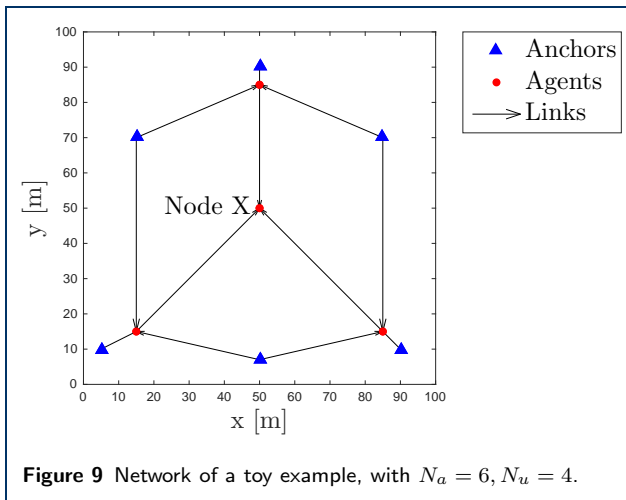 Anchors
Agents
Links
y [m]
100
90
80
70
60
50
40
30
20
10
0
Node X
0 10 20 30 40 50 60 70 80 90 100
x [m]
Figure 9 Network of a toy example, with $N_a = 6, N_u = 4$.